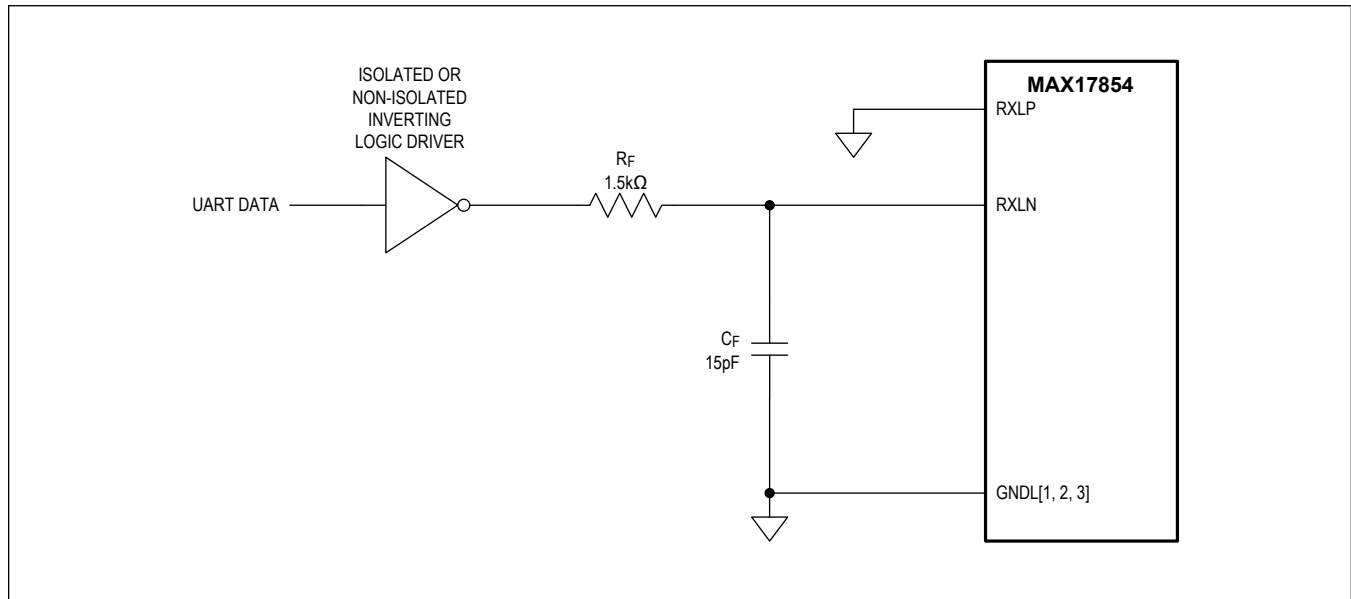 ISOLATED OR
NON-ISOLATED
INVERTING
LOGIC DRIVER
UART DATA
RF
1.5kΩ
CF
15pF
MAX17854
RXLP
RXLN
GNDL[1, 2, 3]